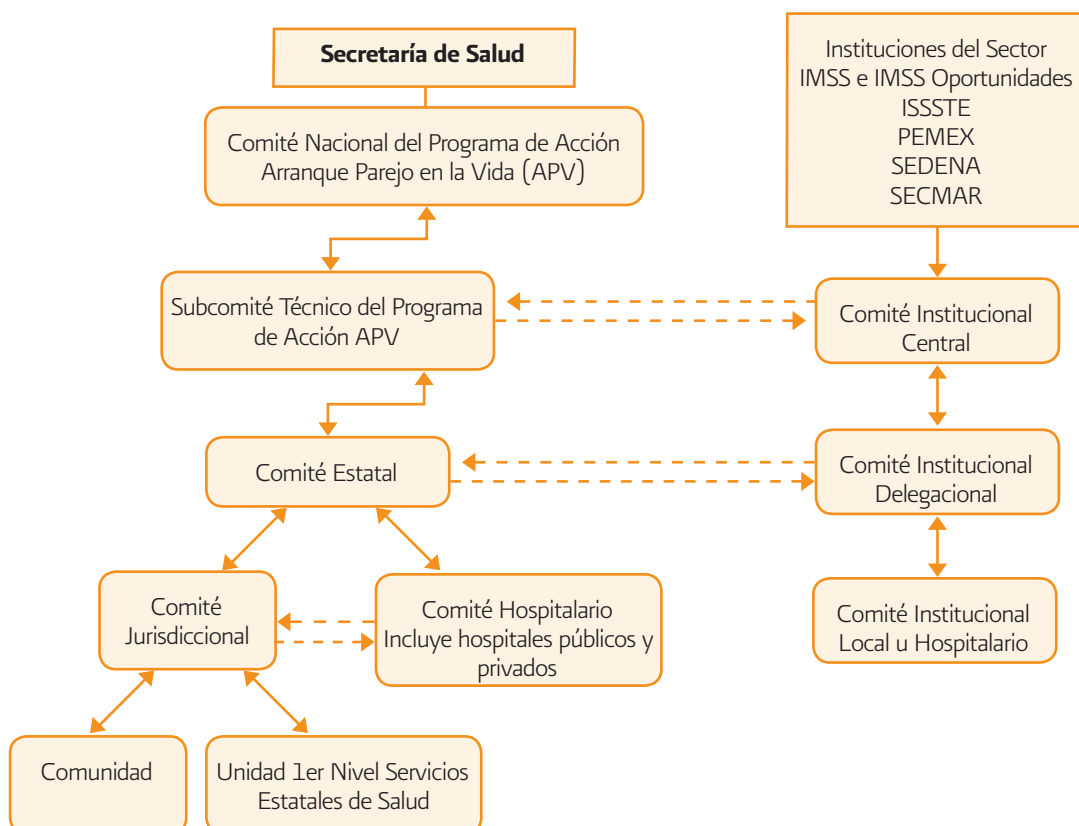 Secretaría de Salud
Comité Nacional del Programa de Acción
Arranque Parejo en la Vida (APV)
Subcomité Técnico del Programa
de Acción APV
Comité Estatal
Comité
Jurisdiccional
Comité Hospitalario
Incluye hospitales públicos y
privados
Comunidad
Unidad 1er Nivel Servicios
Estatales de Salud
Instituciones del Sector
IMSS e IMSS Oportunidades
ISSSTE
PEMEX
SEDENA
SECMAR
Comité Institucional
Central
Comité Institucional
Delegacional
Comité Institucional
Local u Hospitalario